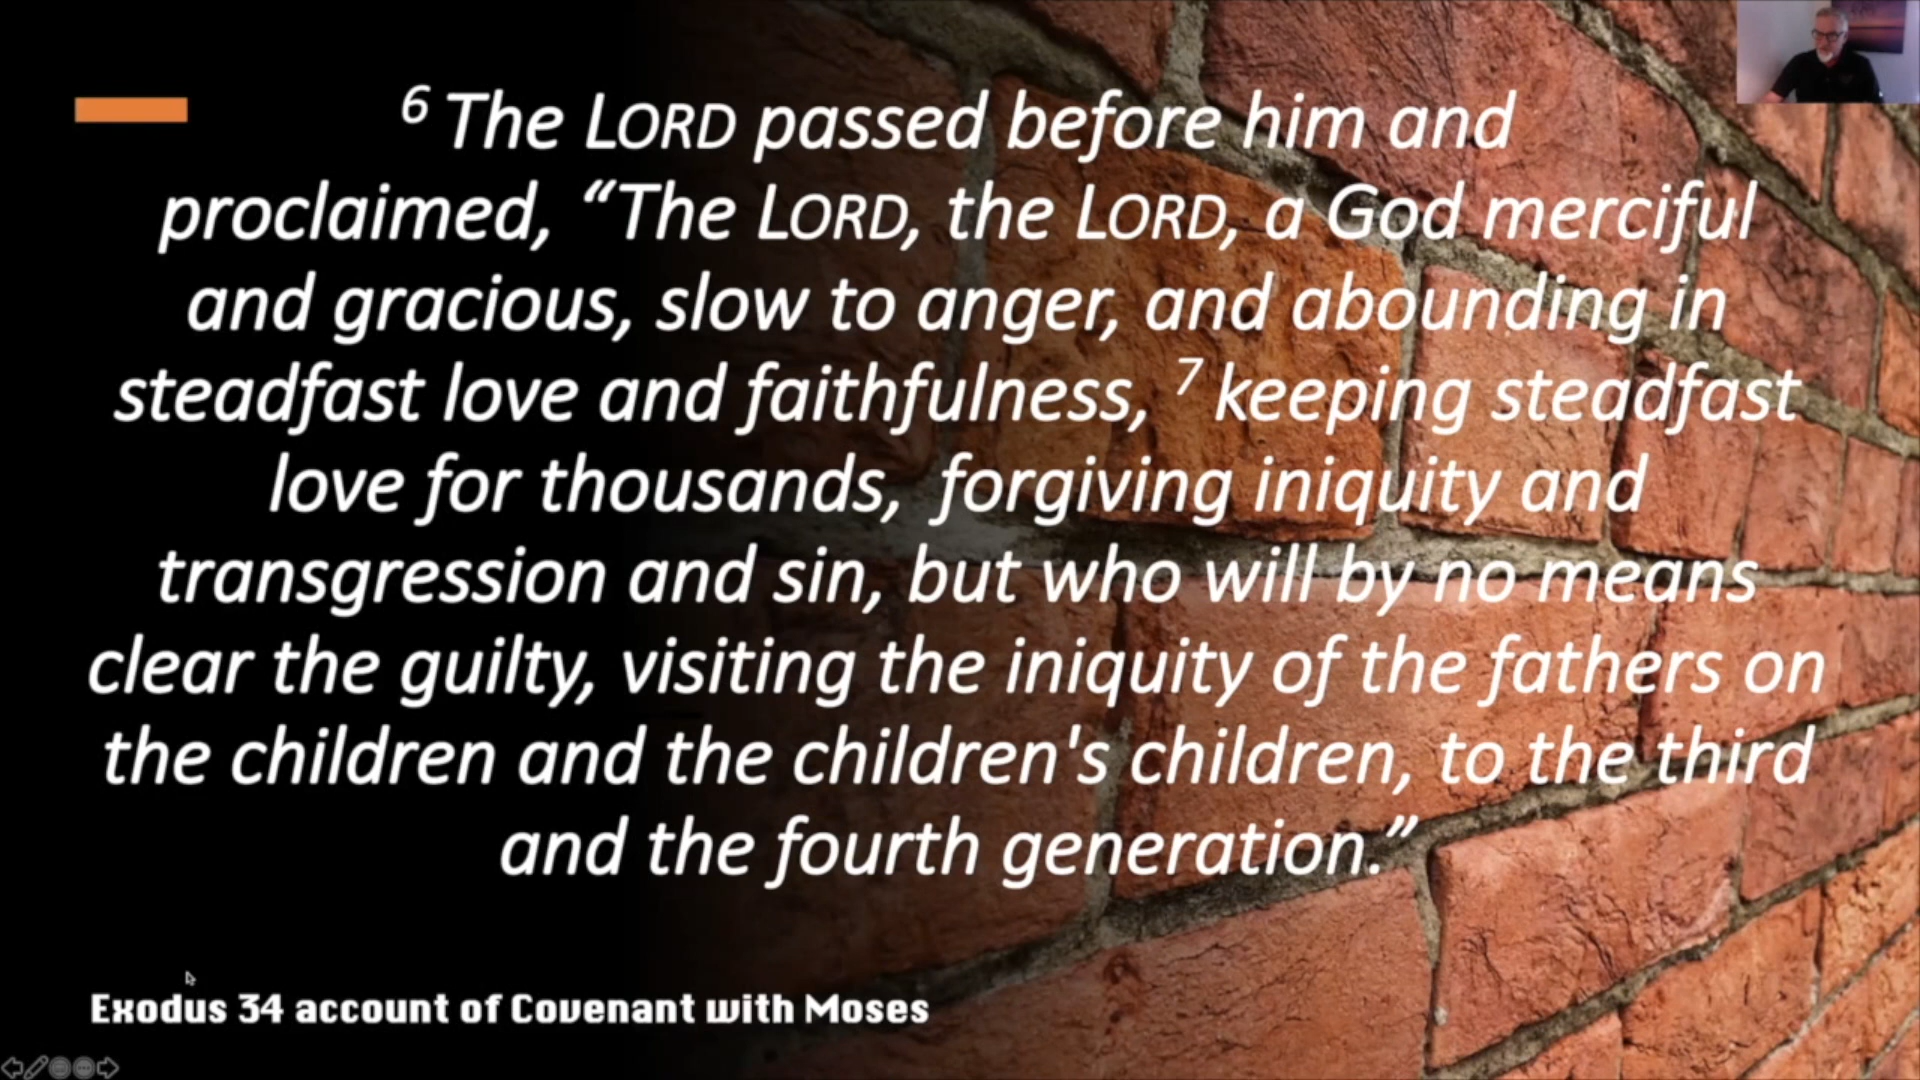 6 The LORD passed before him and
proclaimed, “The LORD, the LORD, a God merciful
and gracious, slow to anger, and abounding in
steadfast love and faithfulness, 7 keeping steadfast
love for thousands, forgiving iniquity and
transgression and sin, but who will by no means
clear the guilty, visiting the iniquity of the fathers on
the children and the children's children, to the third
and the fourth generation.”
Exodus 34 account of Covenant with Moses